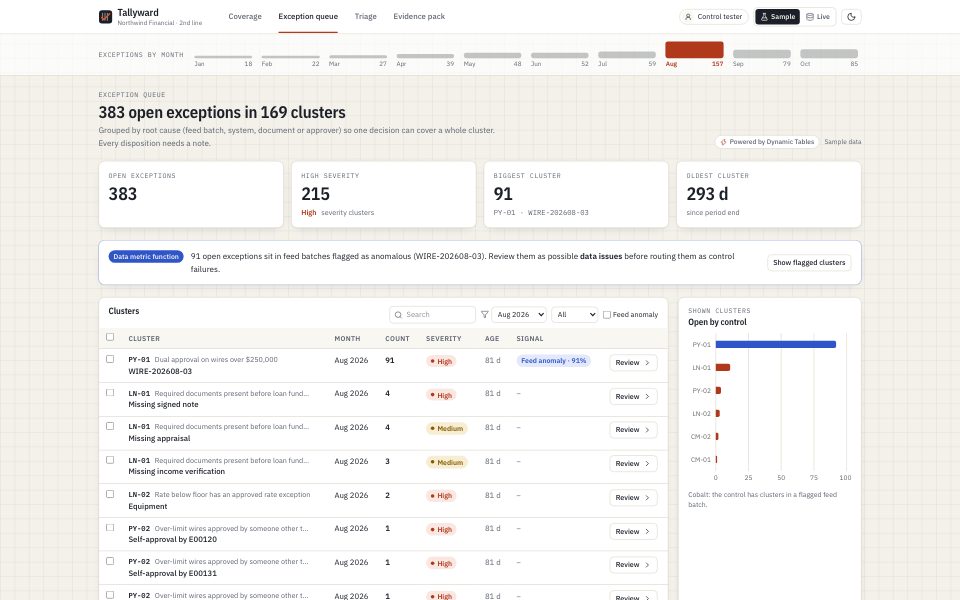 Tallyward
Northwind Financial · 2nd line
Coverage
Exception queue
Triage
Evidence pack
Control tester
Sample
Live
EXCEPTIONS BY MONTH
Jan 18
Feb 22
Mar 27
Apr 39
May 48
Jun 52
Jul 59
Aug 157
Sep 79
Oct 85
EXCEPTION QUEUE
383 open exceptions in 169 clusters
Grouped by root cause (feed batch, system, document or approver) so one decision can cover a whole cluster.
Every disposition needs a note.
Powered by Dynamic Tables
Sample data
OPEN EXCEPTIONS
383
HIGH SEVERITY
215
High severity clusters
BIGGEST CLUSTER
91
PY-01 · WIRE-202608-03
OLDEST CLUSTER
293 d
since period end
Data metric function
91 open exceptions sit in feed batches flagged as anomalous (WIRE-202608-03). Review them as possible data issues before routing them as control
failures.
Show flagged clusters
Clusters
Search
Aug 2026
All
Feed anomaly
CLUSTER MONTH COUNT SEVERITY AGE SIGNAL
PY-01 Dual approval on wires over $250,000
WIRE-202608-03
Aug 2026 91 High 81 d Feed anomaly · 91% Review
LN-01 Required documents present before loan fund...
Missing signed note
Aug 2026 4 High 81 d – Review
LN-01 Required documents present before loan fund...
Missing appraisal
Aug 2026 4 Medium 81 d – Review
LN-01 Required documents present before loan fund...
Missing income verification
Aug 2026 3 Medium 81 d – Review
LN-02 Rate below floor has an approved rate exception
Equipment
Aug 2026 2 High 81 d – Review
PY-02 Over-limit wires approved by someone other t...
Self-approval by E00120
Aug 2026 1 High 81 d – Review
PY-02 Over-limit wires approved by someone other t...
Self-approval by E00131
Aug 2026 1 High 81 d – Review
PY-02 Over-limit wires approved by someone other t...
Aug 2026 1 High 81 d – Review
SHOWN CLUSTERS
Open by control
PY-01
LN-01
PY-02
LN-02
CM-02
CM-01
0 25 50 75 100
Cobalt: the control has clusters in a flagged feed
batch.